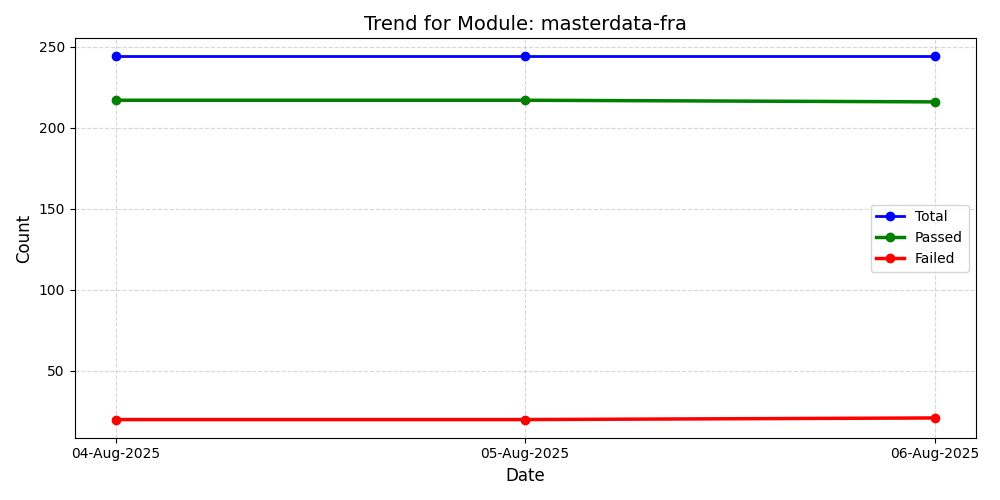 Trend for Module: masterdata-fra
250
200
150
100
50
Count
Total
Passed
Failed
04-Aug-2025 05-Aug-2025 06-Aug-2025
Date